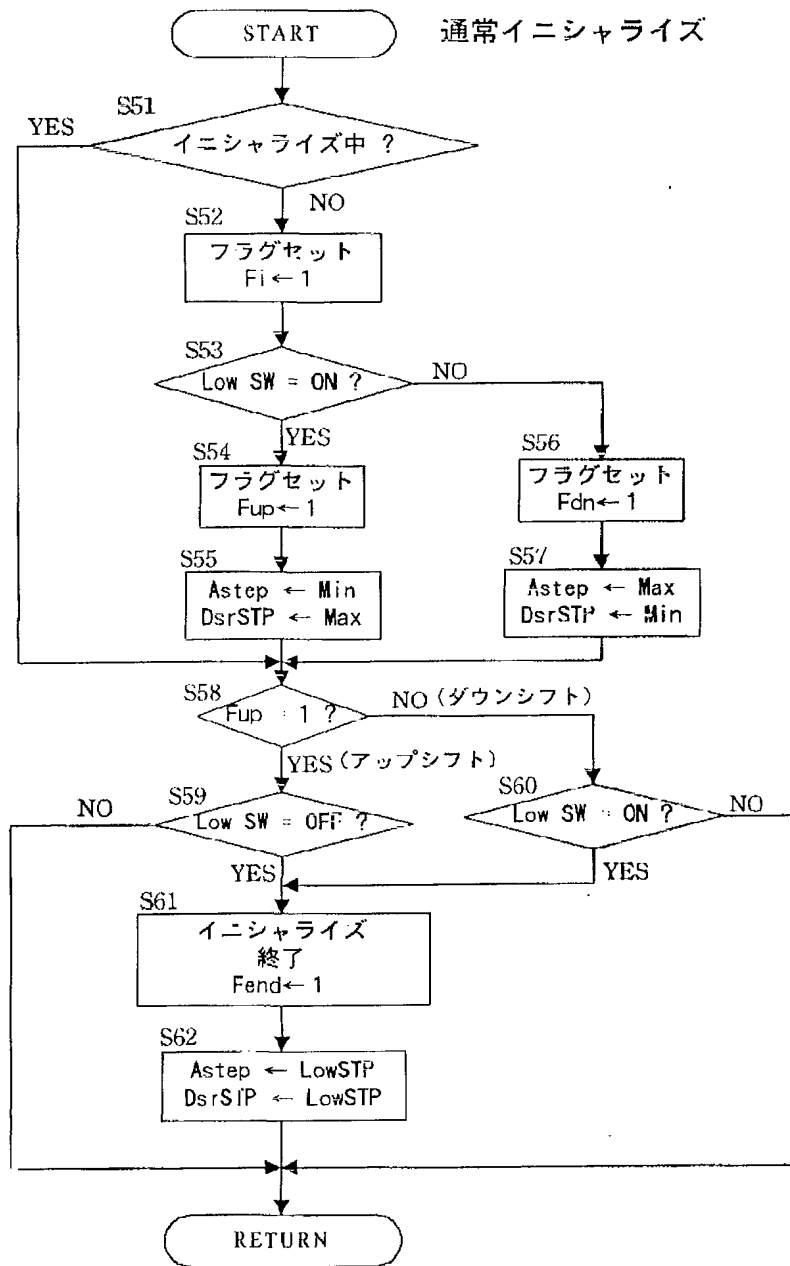 START
通常イニシャライズ
S51
YES
イニシャライズ中 ?
NO
S52
フラグセット
Fi ← 1
S53
Low SW = ON ?
NO
YES
S54
フラグセット
Fup ← 1
S56
フラグセット
Fdn ← 1
S55
Astep ← Min
DsrSTP ← Max
S57
Astep ← Max
DsrSTP ← Min
S58
Fup = 1 ?
NO (ダウンシフト)
YES (アップシフト)
S59
NO
Low SW = OFF ?
YES
S60
Low SW = ON ?
NO
YES
S61
イニシャライズ
終了
Fend ← 1
S62
Astep ← LowSTP
DsrSTP ← LowSTP
RETURN